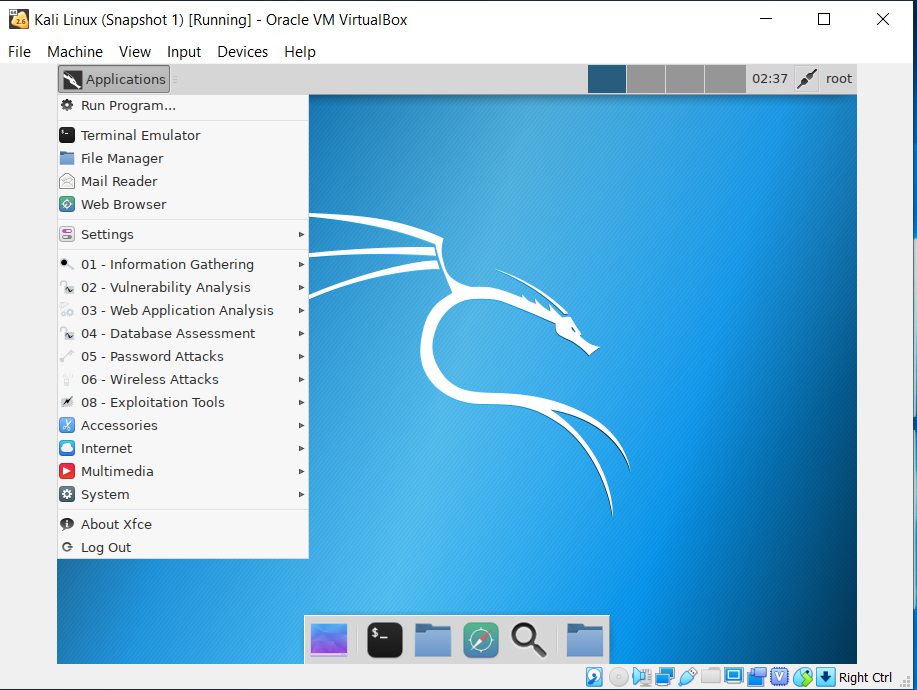 Kali Linux (Snapshot 1) [Running] - Oracle VM VirtualBox
File Machine View Input Devices Help
Applications 02:37 root
Run Program...
Terminal Emulator
File Manager
Mail Reader
Web Browser
Settings
01 - Information Gathering
02 - Vulnerability Analysis
03 - Web Application Analysis
04 - Database Assessment
05 - Password Attacks
06 - Wireless Attacks
08 - Exploitation Tools
Accessories
Internet
Multimedia
System
About Xfce
Log Out
$_
Right Ctrl